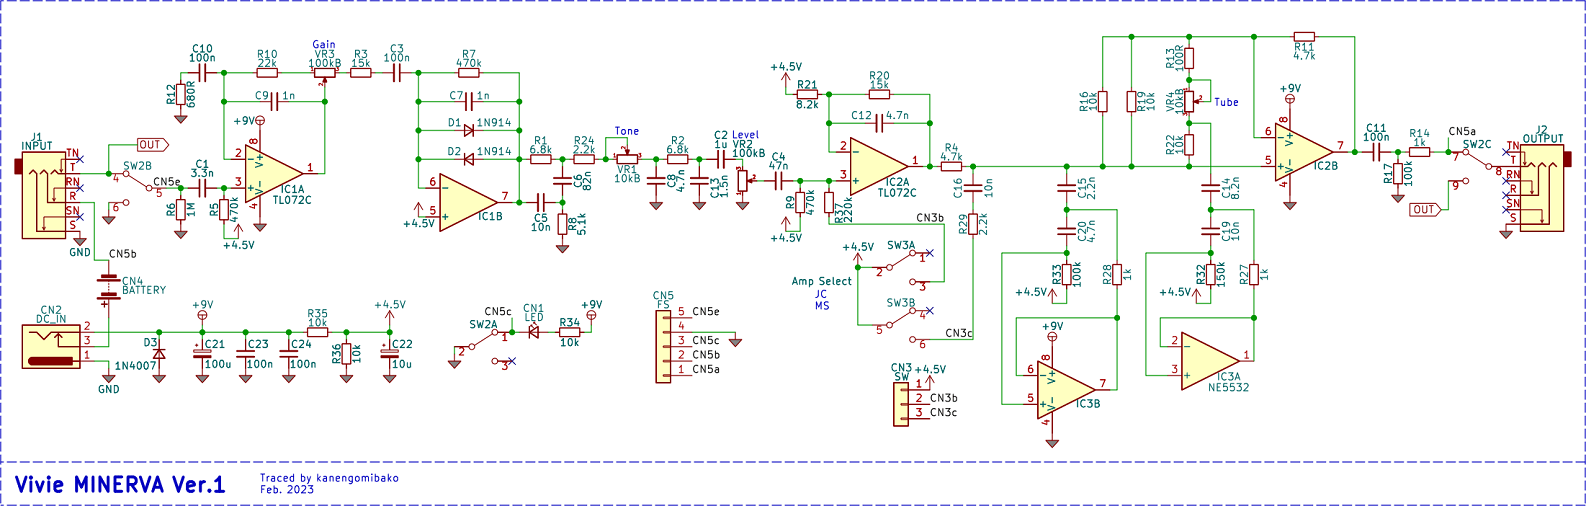 J1
INPUT
TN
T
RN
R
SN
S
GND
OUT
SW2B
4
5
6
CN5e
R6
1M
C1
3.3n
R5
470k
+4.5V
R12
680R
C10
100n
R10
22k
C9
1n
+9V
8
V+
V-
4
2
3
1
IC1A
TL072C
Gain
VR3
100kB
1
2
3
R3
15k
C3
100n
R7
470k
C7
1n
D1
1N914
D2
1N914
6
5
7
IC1B
+4.5V
R1
6.8k
C5
10n
C6
82n
R8
5.1k
R24
2.2k
Tone
VR1
10kB
1
2
3
R2
6.8k
C8
4.7n
C13
15n
C2
1u
Level
VR2
100kB
C4
47n
R9
470k
+4.5V
R37
220k
+4.5V
R21
8.2k
R20
15k
C12
4.7n
2
3
1
IC2A
TL072C
R4
4.7k
C16
10n
R29
2.2k
CN3b
SW3A
1
2
3
+4.5V
Amp Select
JC
MS
SW3B
4
5
6
CN3c
CN3
SW
+4.5V
1
2
3
CN3b
CN3c
C15
2.2n
C20
4.7n
R33
100k
+4.5V
R28
1k
+9V
8
V+
V-
4
6
5
7
IC3B
C14
8.2n
C19
10n
R32
150k
+4.5V
R27
1k
2
3
1
IC3A
NE5532
R16
10k
R19
10k
R13
100R
VR4
10kB
Tube
R22
10k
R11
4.7k
+9V
8
V+
V-
4
6
5
7
IC2B
C11
100n
R17
100k
R14
1k
CN5a
SW2C
7
8
9
OUT
J2
OUTPUT
TN
T
RN
R
SN
S
CN5b
CN4
BATTERY
+
CN2
DC_IN
2
3
1
GND
D3
1N4007
+9V
C21
100u
C23
100n
C24
100n
R35
10k
R36
10k
+4.5V
C22
10u
SW2A
1
2
3
CN5c
CN1
LED
R34
10k
+9V
CN5
FS
5
4
3
2
1
CN5e
CN5c
CN5b
CN5a
Vivie MINERVA Ver.1
Traced by kanengomibako
Feb. 2023